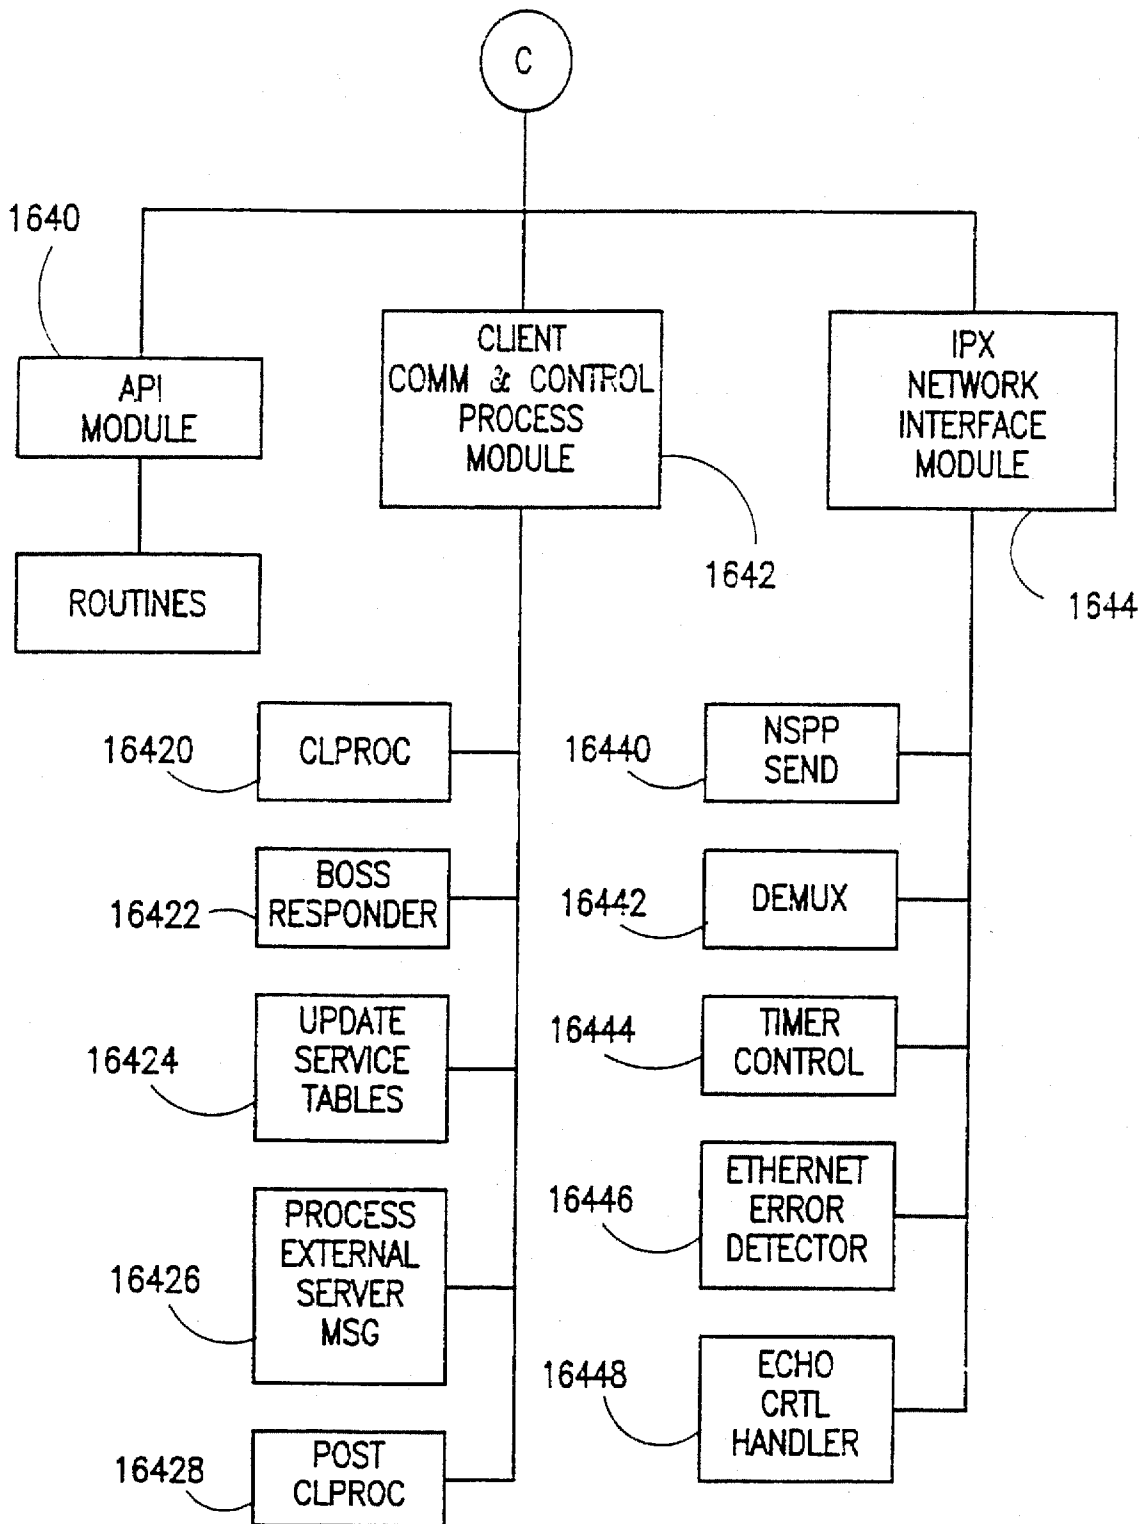 C
1640
API
MODULE
ROUTINES
CLIENT
COMM & CONTROL
PROCESS
MODULE
1642
IPX
NETWORK
INTERFACE
MODULE
1644
16420
CLPROC
16422
BOSS
RESPONDER
16424
UPDATE
SERVICE
TABLES
16426
PROCESS
EXTERNAL
SERVER
MSG
16428
POST
CLPROC
16440
NSPP
SEND
16442
DEMUX
16444
TIMER
CONTROL
16446
ETHERNET
ERROR
DETECTOR
16448
ECHO
CRTL
HANDLER